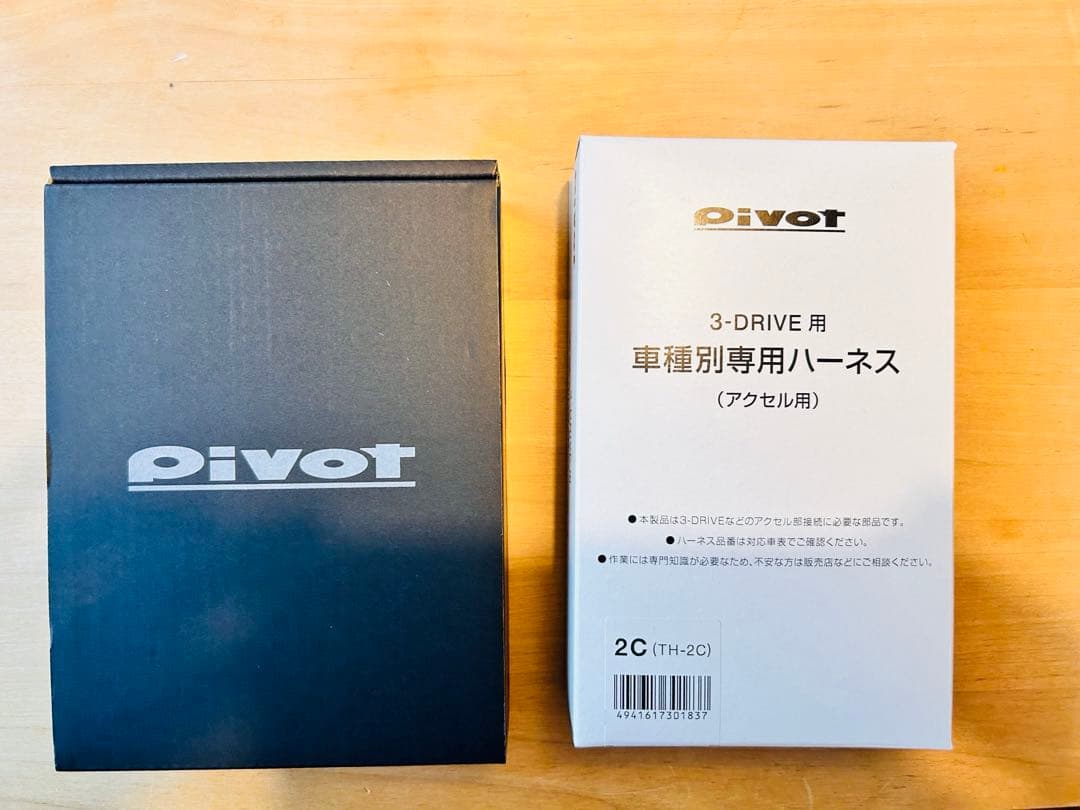 pivot
pivot
3-DRIVE 用
車種別専用ハーネス
（アクセル用）
●本製品は3-DRIVEなどのアクセル部接続に必要な部品です。
●ハーネス品番は対応車表でご確認ください。
●作業には専門知識が必要なため、不安な方は販売店などにご相談ください。
2C (TH-2C)
4941617301837